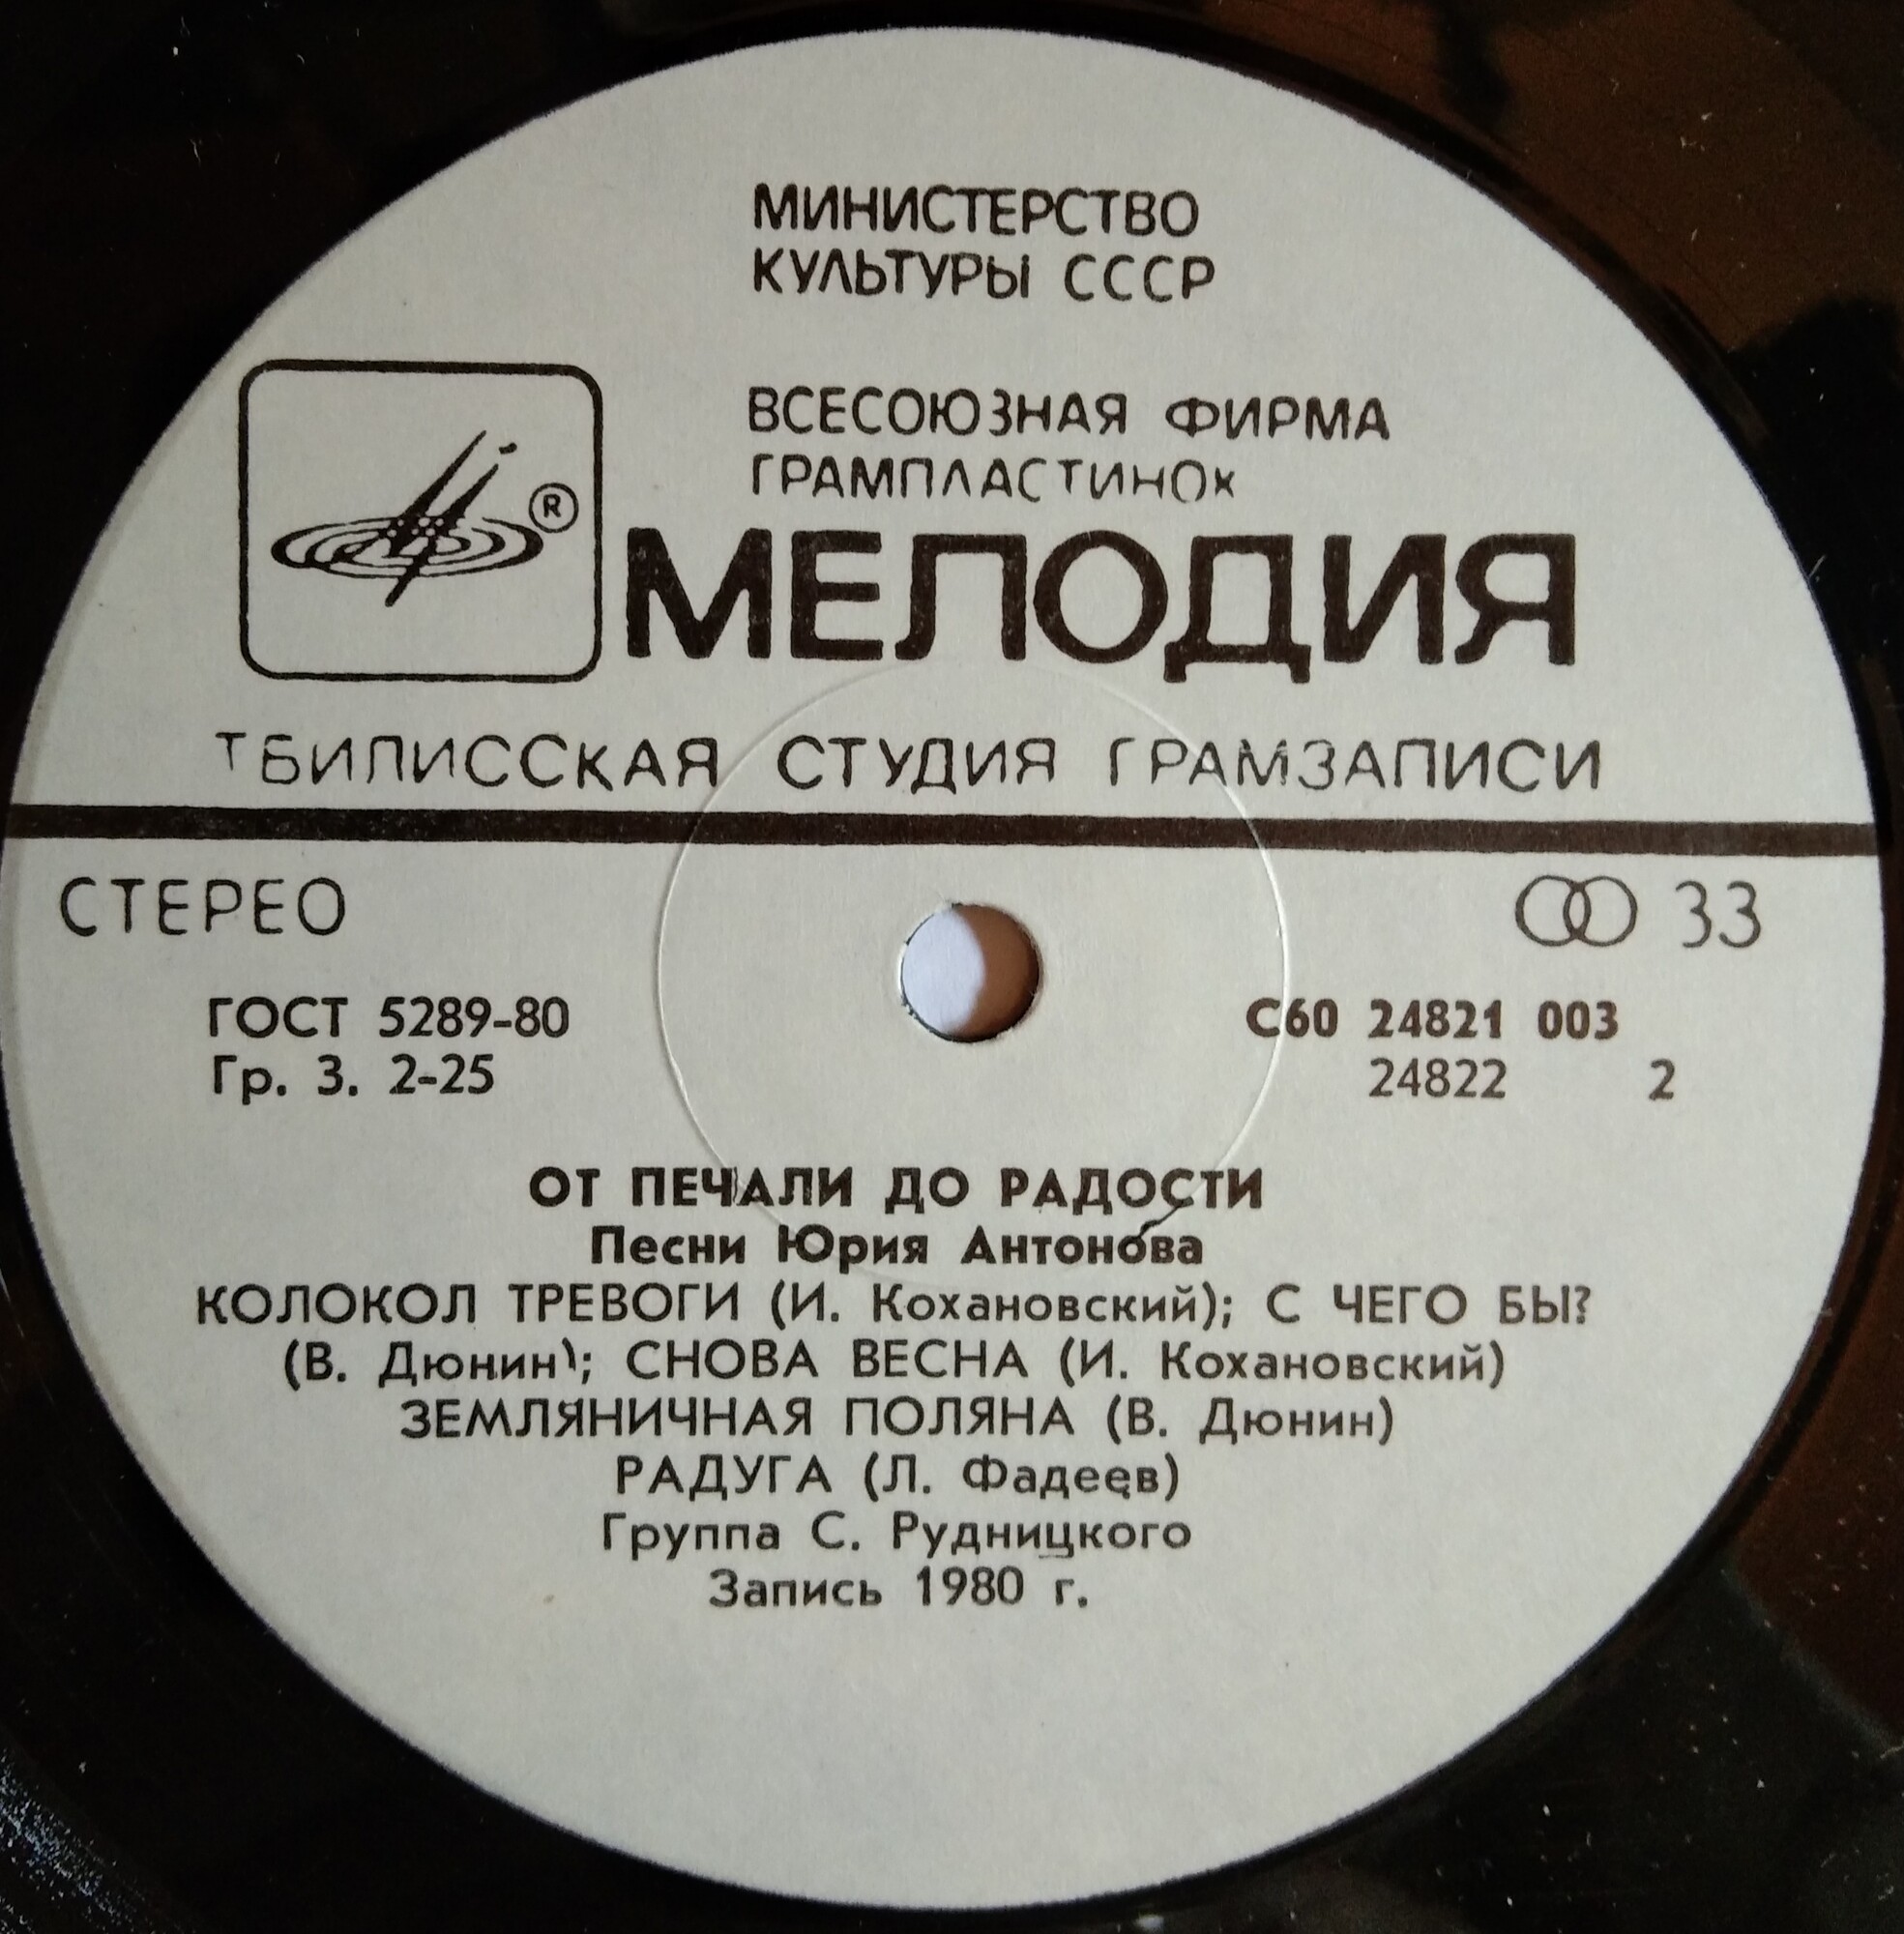 МИНИСТЕРСТВО
КУЛЬТУРЫ СССР
ВСЕСОЮЗНАЯ ФИРМА
ГРАМПЛАСТИНОК
®
МЕЛОДИЯ
ТБИЛИССКАЯ СТУДИЯ ГРАМЗАПИСИ
СТЕРЕО
33
ГОСТ 5289-80
Гр. 3. 2-25
С60 24821 003
24822 2
ОТ ПЕЧАЛИ ДО РАДОСТИ
Песни Юрия Антонова
КОЛОКОЛ ТРЕВОГИ (И. Кохановский); С ЧЕГО БЫ?
(В. Дюнин); СНОВА ВЕСНА (И. Кохановский)
ЗЕМЛЯНИЧНАЯ ПОЛЯНА (В. Дюнин)
РАДУГА (Л. Фадеев)
Группа С. Рудницкого
Запись 1980 г.